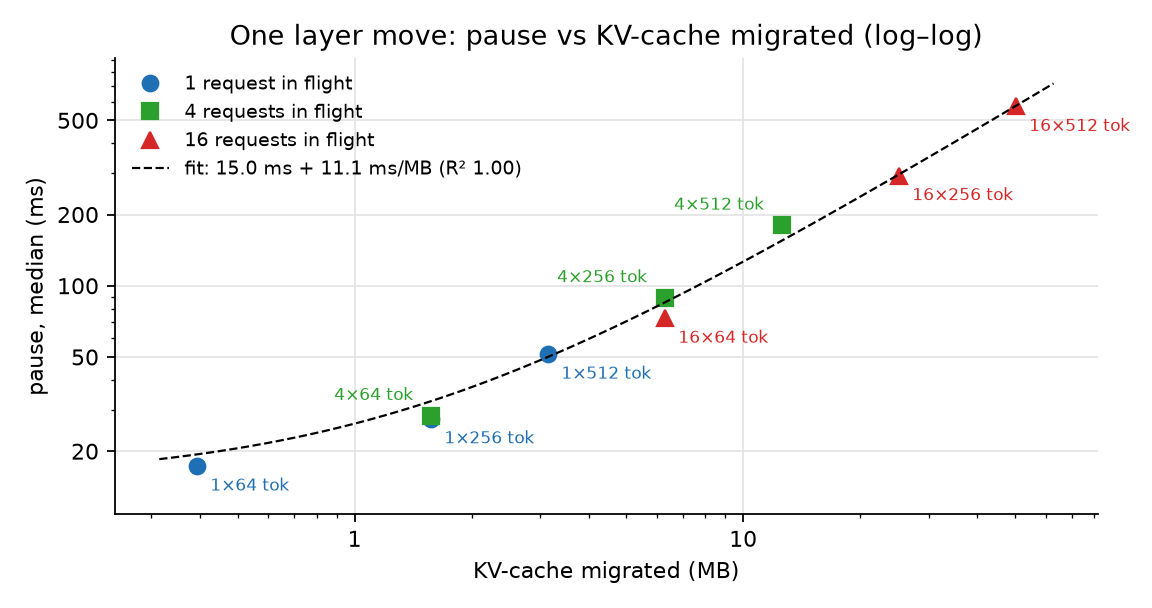 One layer move: pause vs KV-cache migrated (log–log)
1 request in flight
4 requests in flight
16 requests in flight
fit: 15.0 ms + 11.1 ms/MB (R² 1.00)
pause, median (ms)
500
200
100
50
20
16×512 tok
16×256 tok
4×512 tok
4×256 tok
16×64 tok
1×512 tok
4×64 tok
1×256 tok
1×64 tok
1
10
KV-cache migrated (MB)